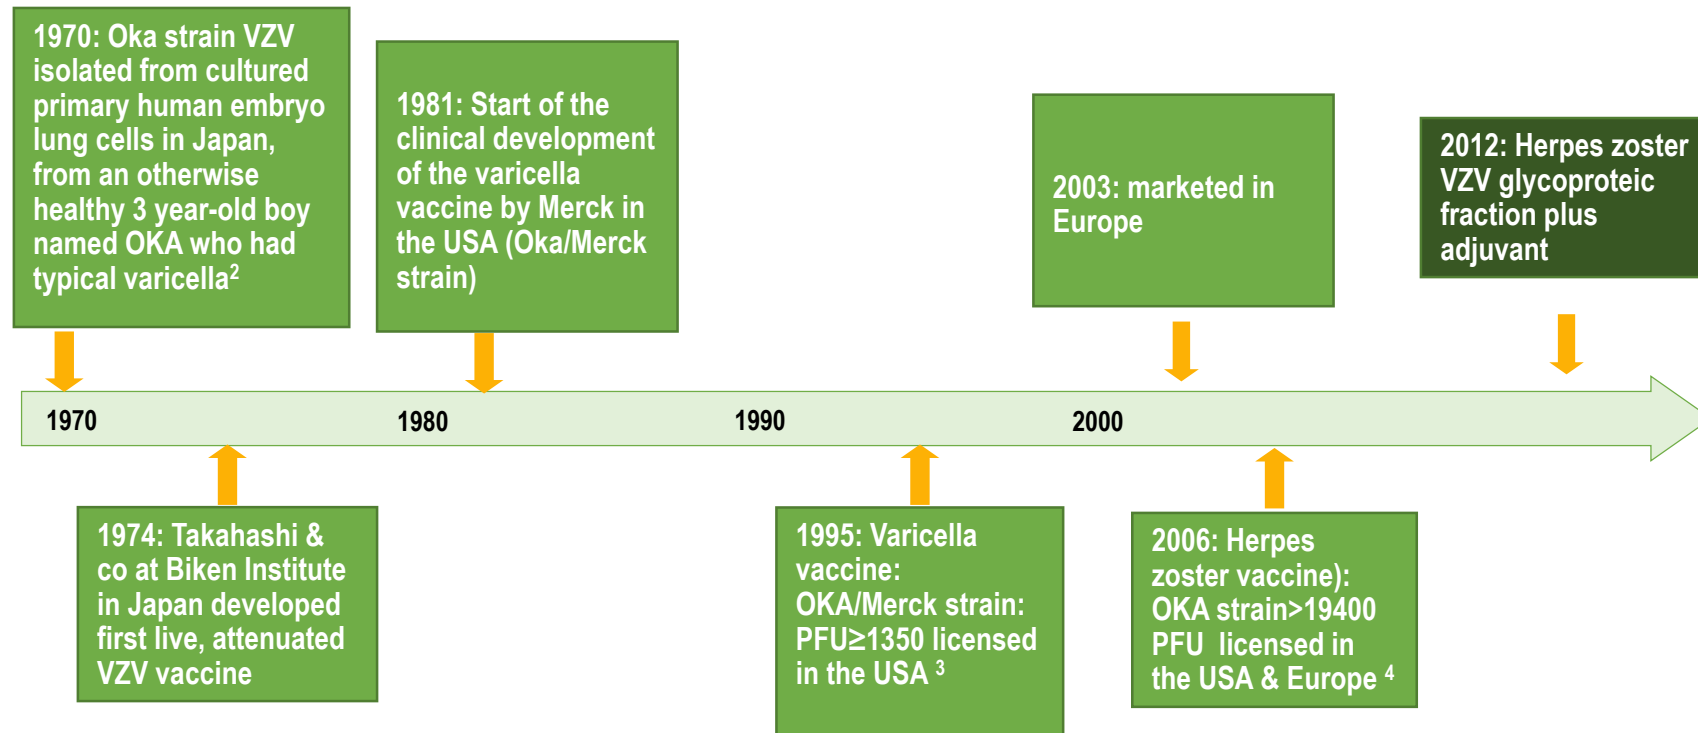 1970: Oka strain VZV
isolated from cultured
primary human embryo
lung cells in Japan,
from an otherwise
healthy 3 year-old boy
named OKA who had
typical varicella²
1981: Start of the
clinical development
of the varicella
vaccine by Merck in
the USA (Oka/Merck
strain)
2003: marketed in
Europe
2012: Herpes zoster
VZV glycoproteic
fraction plus
adjuvant
1970
1980
1990
2000
1974: Takahashi &
co at Biken Institute
in Japan developed
first live, attenuated
VZV vaccine
1995: Varicella
vaccine:
OKA/Merck strain:
PFU≥1350 licensed
in the USA ³
2006: Herpes
zoster vaccine):
OKA strain>19400
PFU licensed in
the USA & Europe ⁴